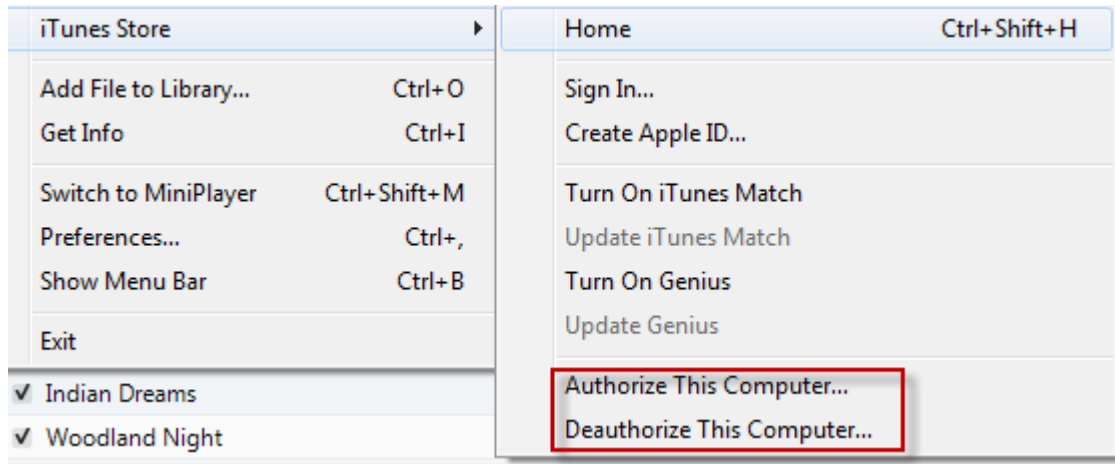 iTunes Store
Add File to Library... Ctrl+O
Get Info Ctrl+I
Switch to MiniPlayer Ctrl+Shift+M
Preferences... Ctrl+,
Show Menu Bar Ctrl+B
Exit
Indian Dreams
Woodland Night
Home Ctrl+Shift+H
Sign In...
Create Apple ID...
Turn On iTunes Match
Update iTunes Match
Turn On Genius
Update Genius
Authorize This Computer...
Deauthorize This Computer...